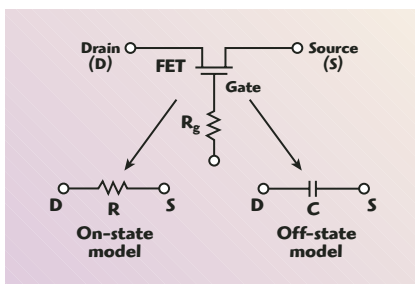 Drain
(D)
Source
(S)
FET
Gate
Rg
D
R
S
D
C
S
On-state
model
Off-state
model